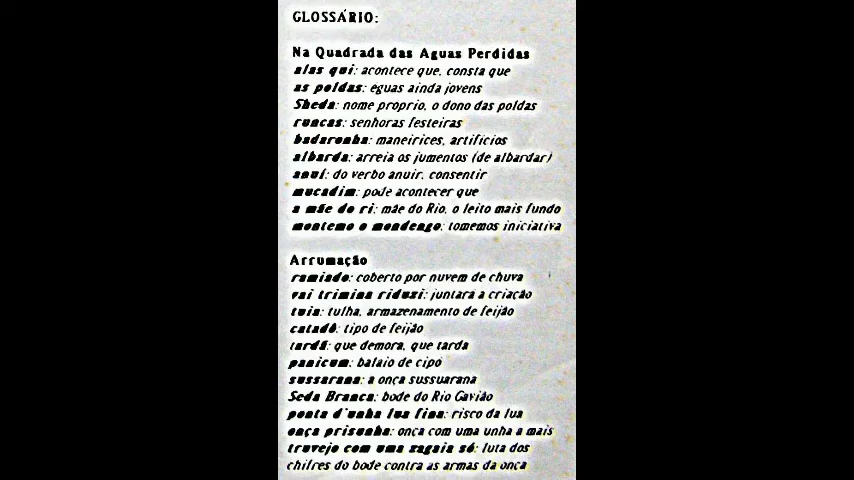 GLOSSÁRIO:
Na Quadrada das Aguas Perdidas
alas qui: acontece que, consta que
as poldas: eguas ainda jovens
Sheda: nome proprio, o dono das poldas
runcas: senhoras festeiras
badaronha: maneirices, artificios
albarda: arreia os jumentos (de albardar)
anuí: do verbo anuir, consentir
mucadim: pode acontecer que
a mãe do ri: mãe do Rio, o leito mais fundo
montemo o mondengo: tomemos iniciativa
Arrumação
ramiado: coberto por nuvem de chuva
vai trimina riduzi: juntará a criação
tuia: tulha, armazenamento de feijão
catadô: tipo de feijão
tardã: que demora, que tarda
panicum: balaio de cipó
sussarana: a onça sussuarana
Seda Branca: bode do Rio Gavião
ponta d'unha lua fina: risco da lua
onça prisunha: onça com uma unha a mais
truvejo com uma zagaia só: luta dos
chifres do bode contra as armas da onça